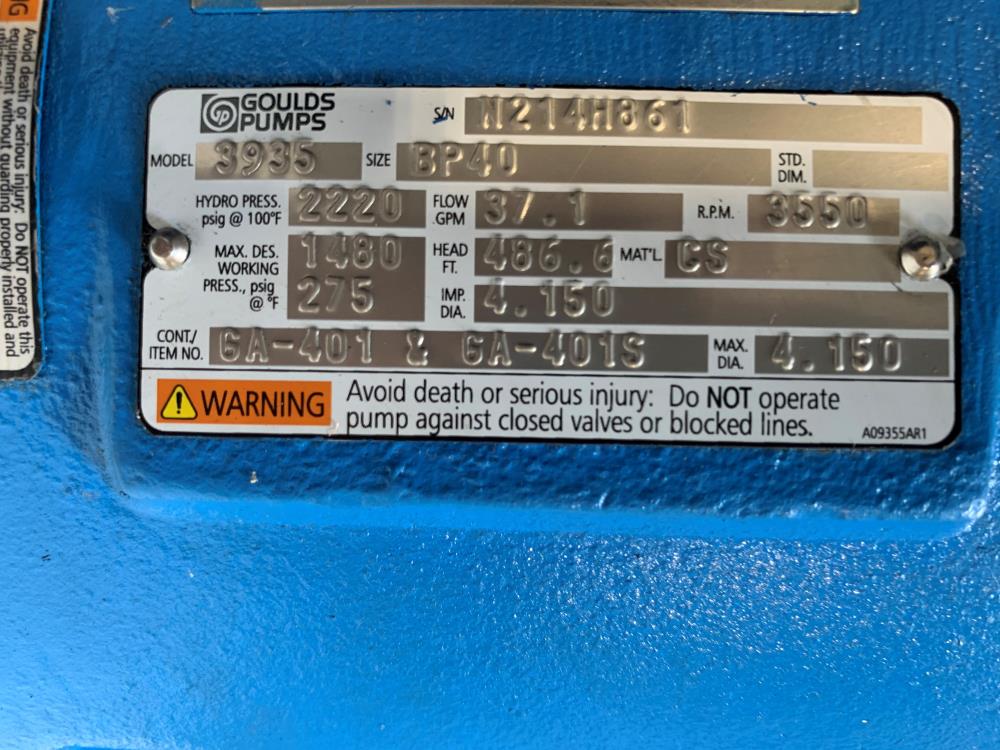 NG
Avoid death or serious injury: Do NOT operate this
equipment without guarding properly installed and
GOULDS
PUMPS
S/N N214H861
MODEL 3935 SIZE BP40 STD.
DIM.
HYDRO PRESS. 2220 FLOW 37.1 R.P.M. 3550
psig @ 100°F .GPM
MAX. DES. 1480 HEAD 486.6 MAT'L. CS
WORKING FT.
PRESS., psig 275 IMP. 4.150
@ °F DIA.
CONT./ GA-401 & GA-401S MAX. 4.150
ITEM NO. DIA.
WARNING Avoid death or serious injury: Do NOT operate
pump against closed valves or blocked lines.
A09355AR1